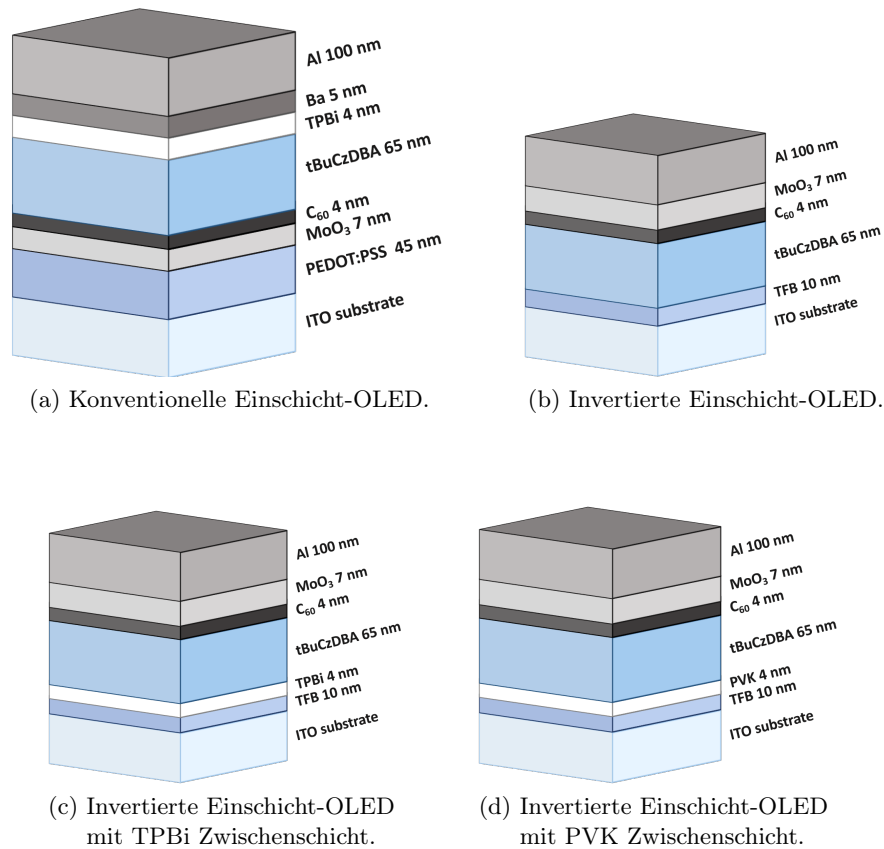 Al 100 nm
Ba 5 nm
TPBi 4 nm
tBuCzDBA 65 nm
C₆₀ 4 nm
MoO₃ 7 nm
PEDOT:PSS 45 nm
ITO substrate
(a) Konventionelle Einschicht-OLED.
Al 100 nm
MoO₃ 7 nm
C₆₀ 4 nm
tBuCzDBA 65 nm
TFB 10 nm
ITO substrate
(b) Invertierte Einschicht-OLED.
Al 100 nm
MoO₃ 7 nm
C₆₀ 4 nm
tBuCzDBA 65 nm
TPBi 4 nm
TFB 10 nm
ITO substrate
(c) Invertierte Einschicht-OLED
mit TPBi Zwischenschicht.
Al 100 nm
MoO₃ 7 nm
C₆₀ 4 nm
tBuCzDBA 65 nm
PVK 4 nm
TFB 10 nm
ITO substrate
(d) Invertierte Einschicht-OLED
mit PVK Zwischenschicht.